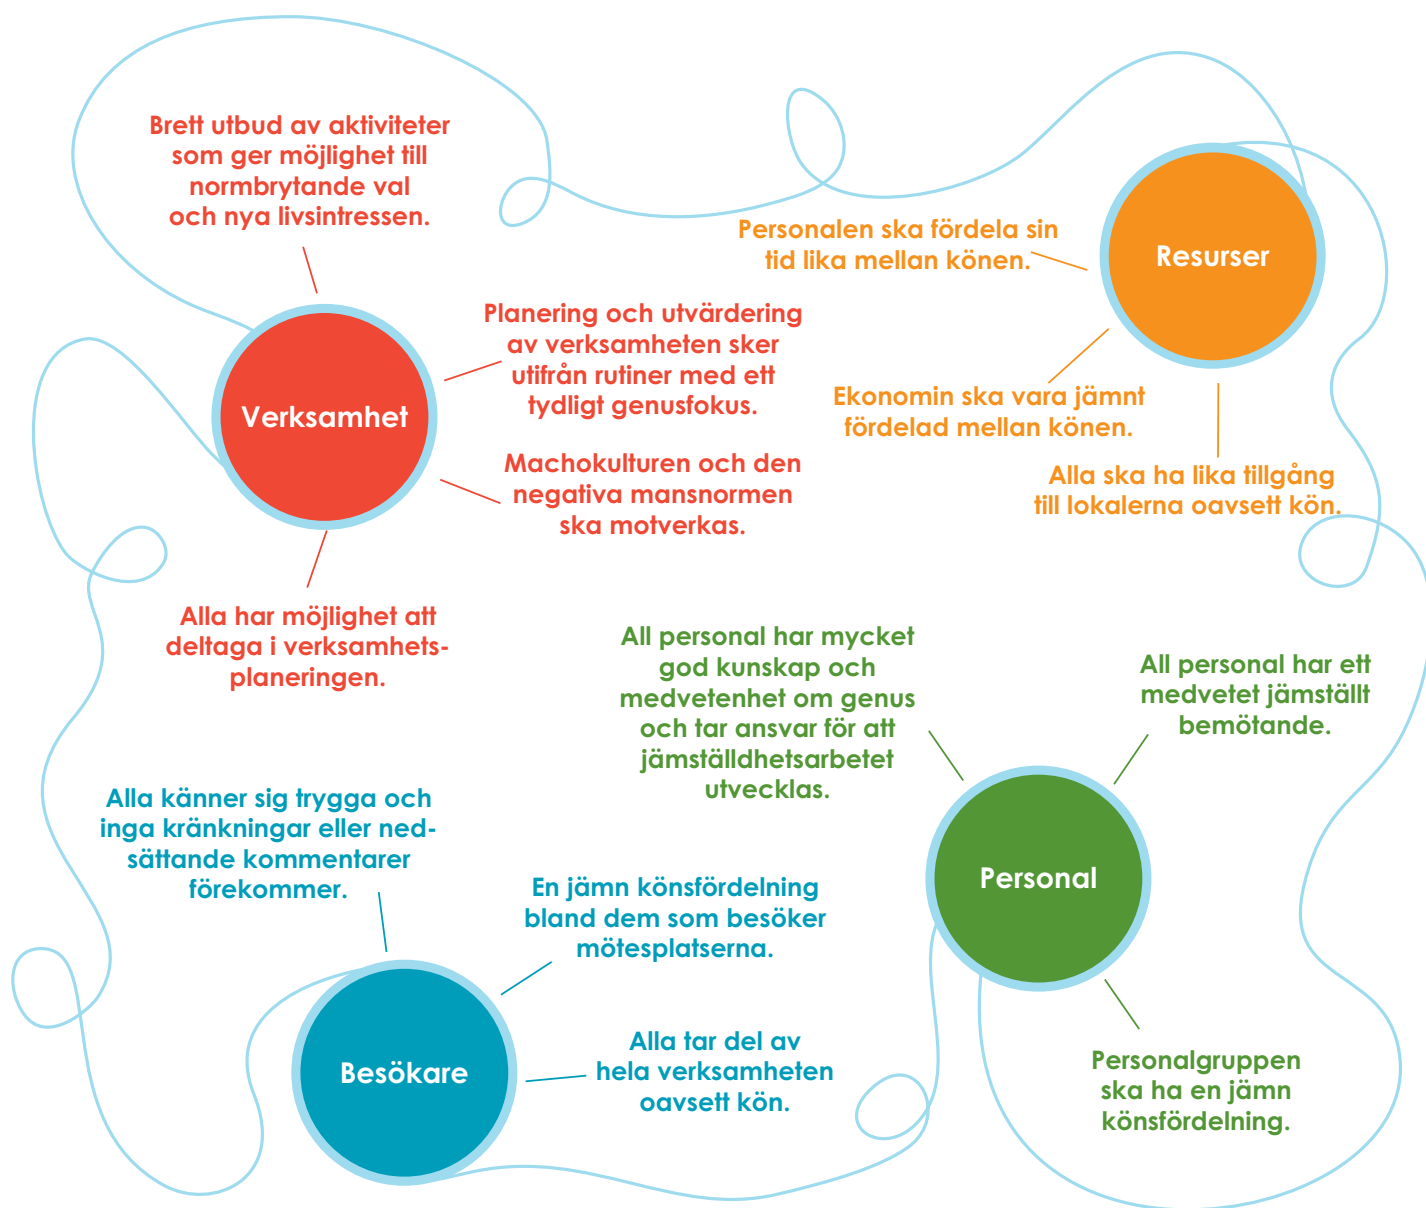 Brett utbud av aktiviteter
som ger möjlighet till
normbrytande val
och nya livsintressen.
Planering och utvärdering
av verksamheten sker
utifrån rutiner med ett
tydligt genusfokus.
Verksamhet
Machokulturen och den
negativa mansnormen
ska motverkas.
Alla har möjlighet att
deltaga i verksamhets-
planeringen.
Personalen ska fördela sin
tid lika mellan könen.
Resurser
Ekonomin ska vara jämnt
fördelad mellan könen.
Alla ska ha lika tillgång
till lokalerna oavsett kön.
All personal har mycket
god kunskap och
medvetenhet om genus
och tar ansvar för att
jämställdhetsarbetet
utvecklas.
All personal har ett
medvetet jämställt
bemötande.
Personal
Personalgruppen
ska ha en jämn
könsfördelning.
Alla känner sig trygga och
inga kränkningar eller ned-
sättande kommentarer
förekommer.
En jämn könsfördelning
bland dem som besöker
mötesplatserna.
Besökare
Alla tar del av
hela verksamheten
oavsett kön.